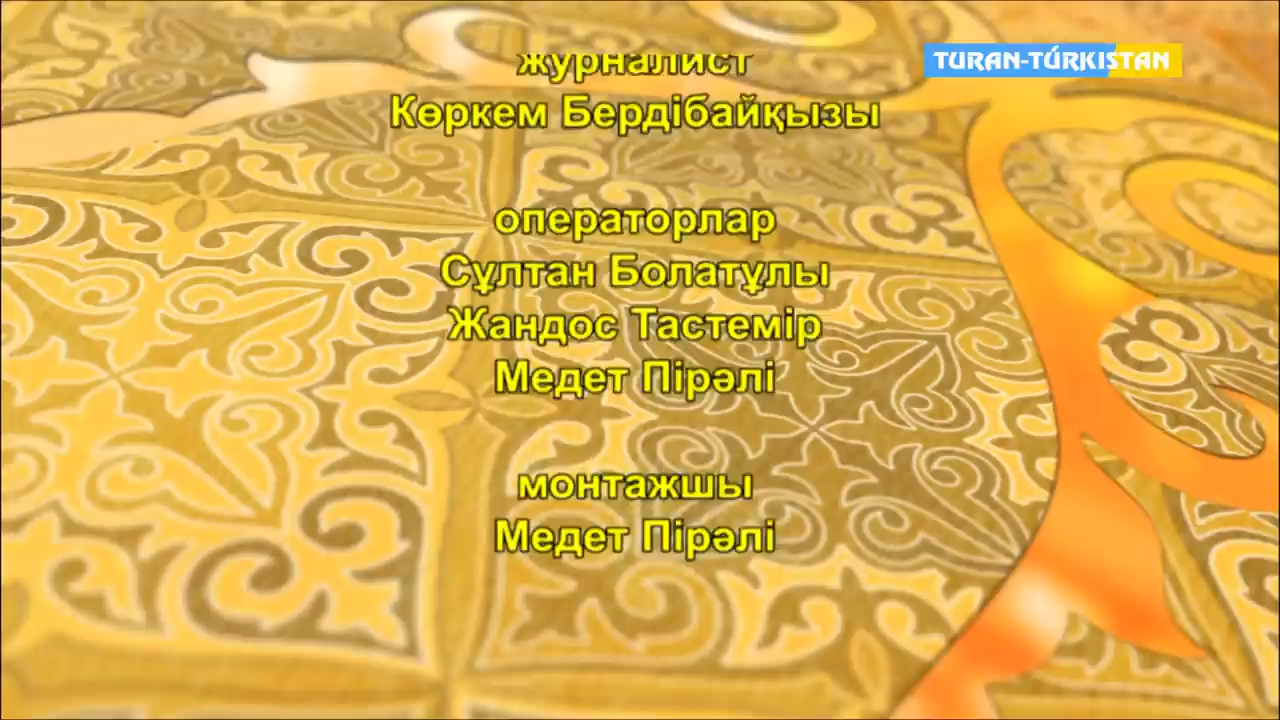 TURAN-TÚRKISTAN
журналист
Көркем Бердібайқызы
операторлар
Сұлтан Болатұлы
Жандос Тастемір
Медет Пірәлі
монтажшы
Медет Пірәлі